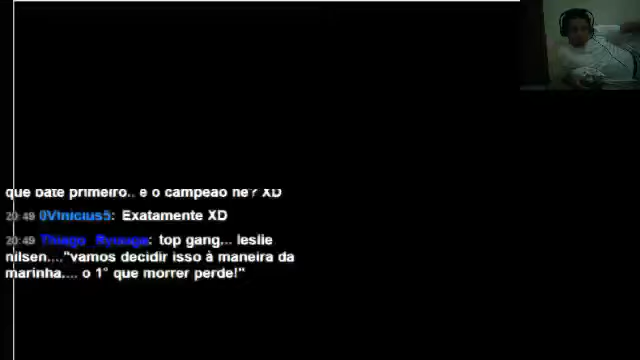 que bate primeiro.. e o campeao ne? XD
20:49 0Vinicius5: Exatamente XD
20:49 Thiago_Ryuuga: top gang... leslie
nilsen...."vamos decidir isso à maneira da
marinha.... o 1° que morrer perde!"